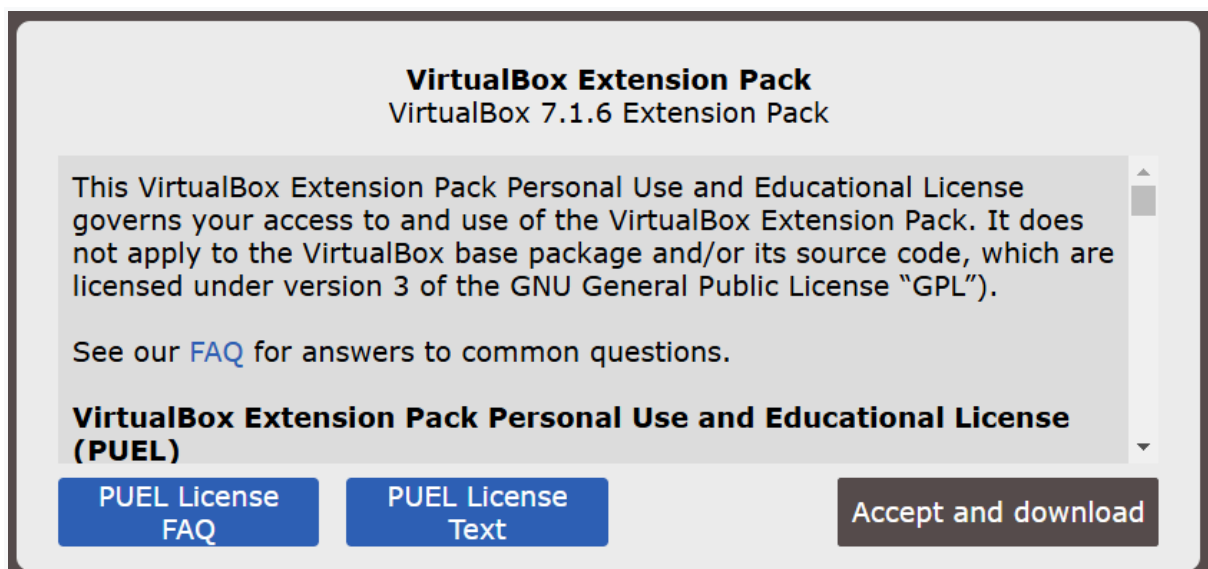 VirtualBox Extension Pack
VirtualBox 7.1.6 Extension Pack
This VirtualBox Extension Pack Personal Use and Educational License
governs your access to and use of the VirtualBox Extension Pack. It does
not apply to the VirtualBox base package and/or its source code, which are
licensed under version 3 of the GNU General Public License “GPL”).
See our FAQ for answers to common questions.
VirtualBox Extension Pack Personal Use and Educational License
(PUEL)
PUEL License
FAQ
PUEL License
Text
Accept and download